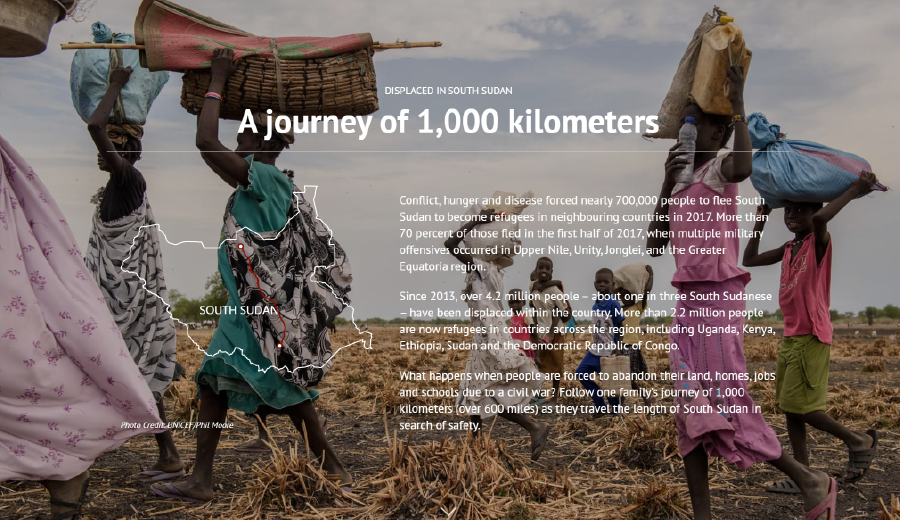 DISPLACED IN SOUTH SUDAN
A journey of 1,000 kilometers
Conflict, hunger and disease forced nearly 700,000 people to flee South
Sudan to become refugees in neighbouring countries in 2017. More than
70 percent of those fled in the first half of 2017, when multiple military
offensives occurred in Upper Nile, Unity, Jonglei, and the Greater
Equatoria region.
Since 2013, over 4.2 million people – about one in three South Sudanese
– have been displaced within the country. More than 2.2 million people
are now refugees in countries across the region, including Uganda, Kenya,
Ethiopia, Sudan and the Democratic Republic of Congo.
What happens when people are forced to abandon their land, homes, jobs
and schools due to a civil war? Follow one family's journey of 1,000
kilometers (over 600 miles) as they travel the length of South Sudan in
search of safety.
SOUTH SUDAN
Photo Credit: UNICEF/Phil Moore